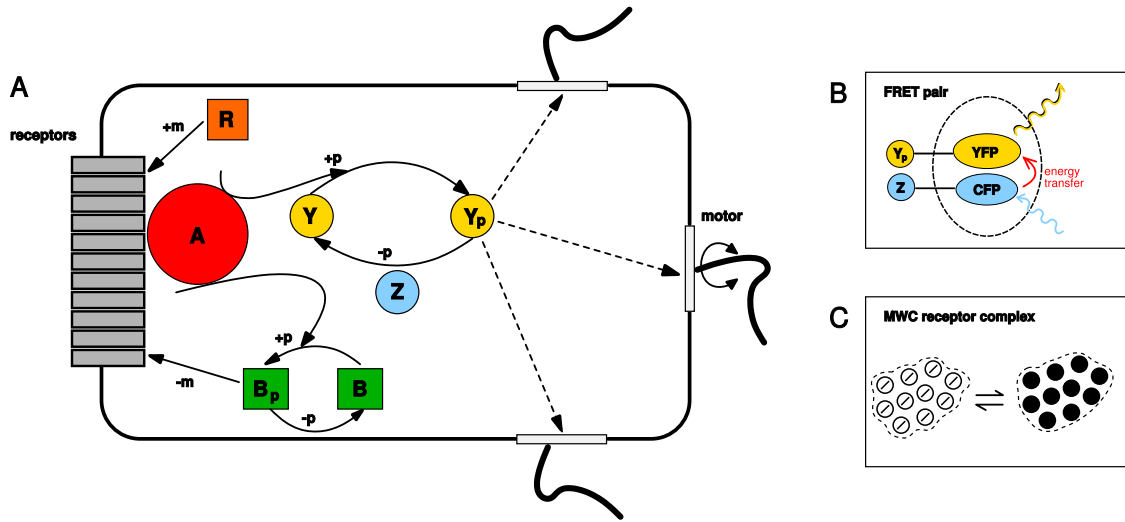 A
receptors
+m
R
A
+p
Y
Yp
-p
Z
motor
+p
-m
Bp
B
-p
B
FRET pair
Yp
YFP
Z
CFP
energy
transfer
C
MWC receptor complex